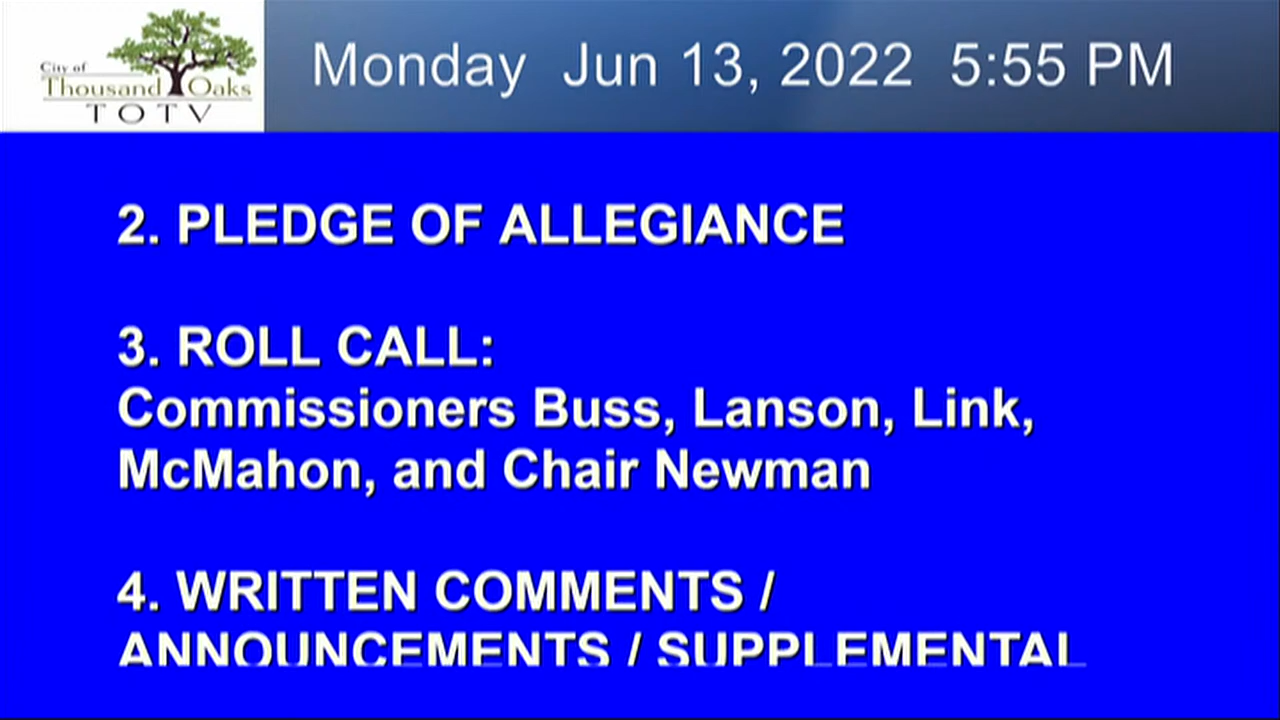 City of
Thousand Oaks
TOTV
Monday Jun 13, 2022 5:55 PM
2. PLEDGE OF ALLEGIANCE
3. ROLL CALL:
Commissioners Buss, Lanson, Link,
McMahon, and Chair Newman
4. WRITTEN COMMENTS /
ANNOUNCEMENTS / SUPPLEMENTAL